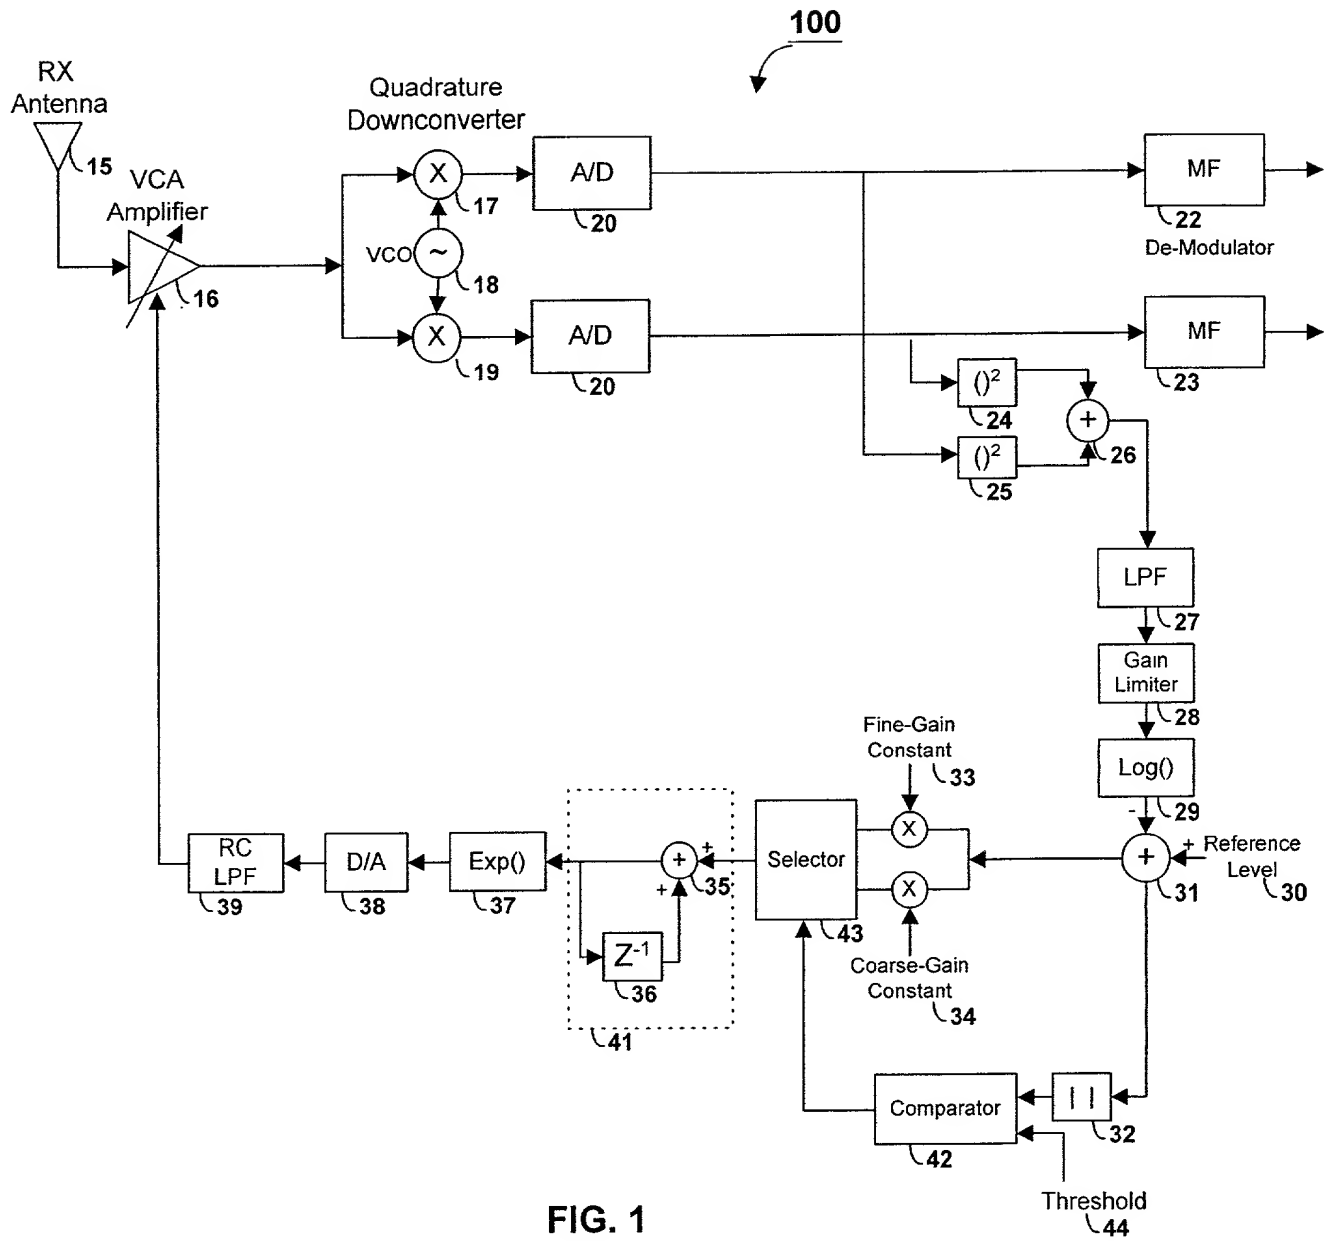 100
RX
Antenna
15
VCA
Amplifier
16
Quadrature
Downconverter
X
17
VCO
~
18
X
19
A/D
20
A/D
20
MF
22
De-Modulator
MF
23
()²
24
()²
25
+
26
LPF
27
Gain
Limiter
28
Log()
29
-
+
+
Reference
Level
30
31
Fine-Gain
Constant
33
X
X
Coarse-Gain
Constant
34
Selector
43
+
+
35
+
Z-1
36
41
Exp()
37
D/A
38
RC
LPF
39
Comparator
42
| |
32
Threshold
44
FIG. 1